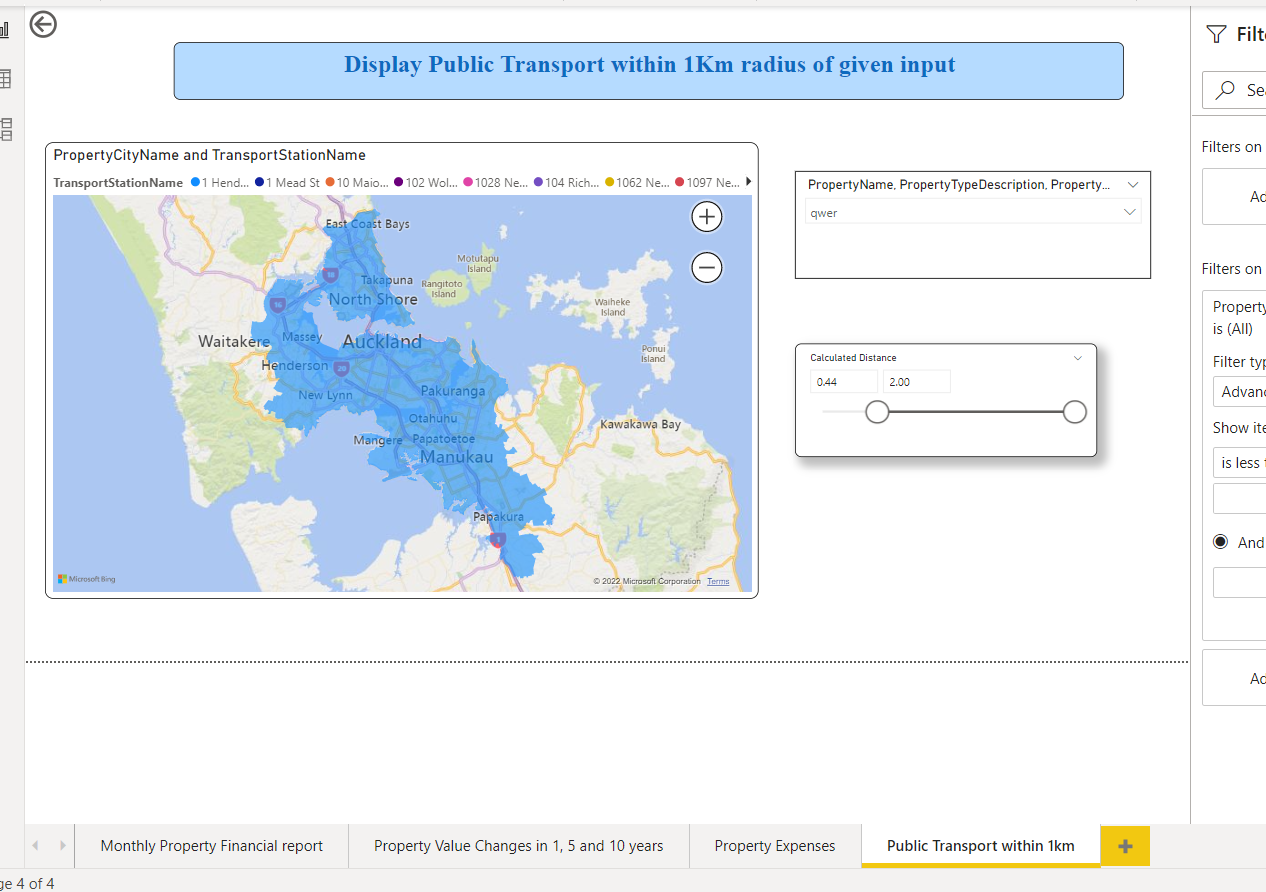 Display Public Transport within 1Km radius of given input
PropertyCityName and TransportStationName
TransportStationName 1 Hend... 1 Mead St 10 Maio... 102 Wol... 1028 Ne... 104 Rich... 1062 Ne... 1097 Ne...
East Coast Bays
Motutapu
Island
Takapuna
Rangitoto
Island
18
North Shore
16
Waiheke
Island
Waitakere
Massey
Auckland
Ponui
Island
Henderson
20
New Lynn
Pakuranga
Otahuhu
Kawakawa Bay
Mangere
Papatoetoe
Manukau
Papakura
1
Microsoft Bing
© 2022 Microsoft Corporation Terms
PropertyName, PropertyTypeDescription, Property...
qwer
Calculated Distance
0.44 2.00
Filte
Sea
Filters on
Ad
Filters on
Property
is (All)
Filter typ
Advanc
Show ite
is less t
And
Ad
Monthly Property Financial report
Property Value Changes in 1, 5 and 10 years
Property Expenses
Public Transport within 1km
ge 4 of 4